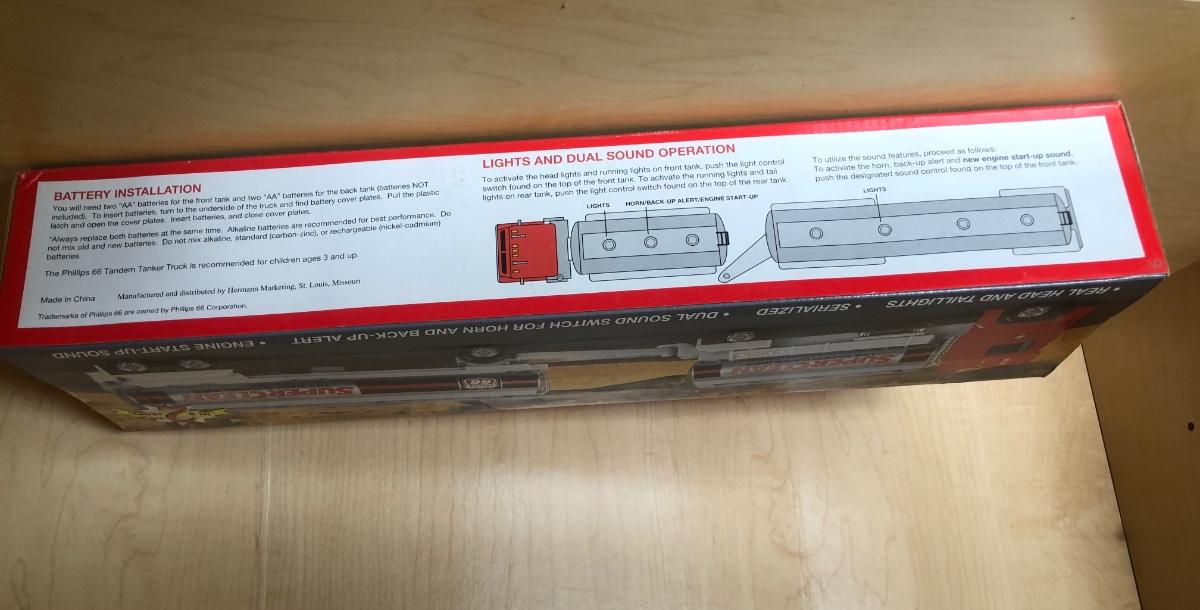 BATTERY INSTALLATION
You will need two "AA" batteries for the front tank and two "AA" batteries for the back tank (batteries NOT
included). To insert batteries, turn to the underside of the truck and find battery cover plates. Pull the plastic
latch and open the cover plates. Insert batteries, and close cover plates.
*Always replace both batteries at the same time. Alkaline batteries are recommended for best performance. Do
not mix old and new batteries. Do not mix alkaline, standard (carbon-zinc), or rechargeable (nickel-cadmium)
batteries.
The Phillips 66 Tandem Tanker Truck is recommended for children ages 3 and up.
Made in China Manufactured and distributed by Hermann Marketing, St. Louis, Missouri
Trademarks of Phillips 66 are owned by Phillips 66 Corporation.
LIGHTS AND DUAL SOUND OPERATION
To activate the head lights and running lights on front tank, push the light control
switch found on the top of the front tank. To activate the running lights and tail
lights on rear tank, push the light control switch found on the top of the rear tank.
To utilize the sound features, proceed as follows:
To activate the horn, back-up alert and new engine start-up sound,
push the designated sound control found on the top of the front tank.
LIGHTS HORN/BACK-UP ALERT/ENGINE START-UP
LIGHTS
• REAL HEAD AND TAILLIGHTS • SERIALIZED • DUAL SOUND SWITCH FOR HORN AND BACK-UP ALERT • ENGINE START-UP SOUND
SUPERCLEAN
SUPERCLEAN
66